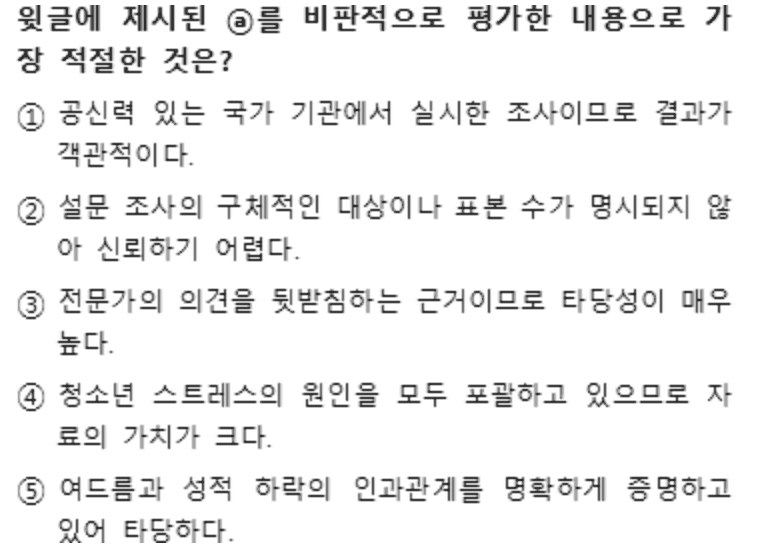 윗글에 제시된 ⓐ를 비판적으로 평가한 내용으로 가
장 적절한 것은?
① 공신력 있는 국가 기관에서 실시한 조사이므로 결과가
객관적이다.
② 설문 조사의 구체적인 대상이나 표본 수가 명시되지 않
아 신뢰하기 어렵다.
③ 전문가의 의견을 뒷받침하는 근거이므로 타당성이 매우
높다.
④ 청소년 스트레스의 원인을 모두 포괄하고 있으므로 자
료의 가치가 크다.
⑤ 여드름과 성적 하락의 인과관계를 명확하게 증명하고
있어 타당하다.